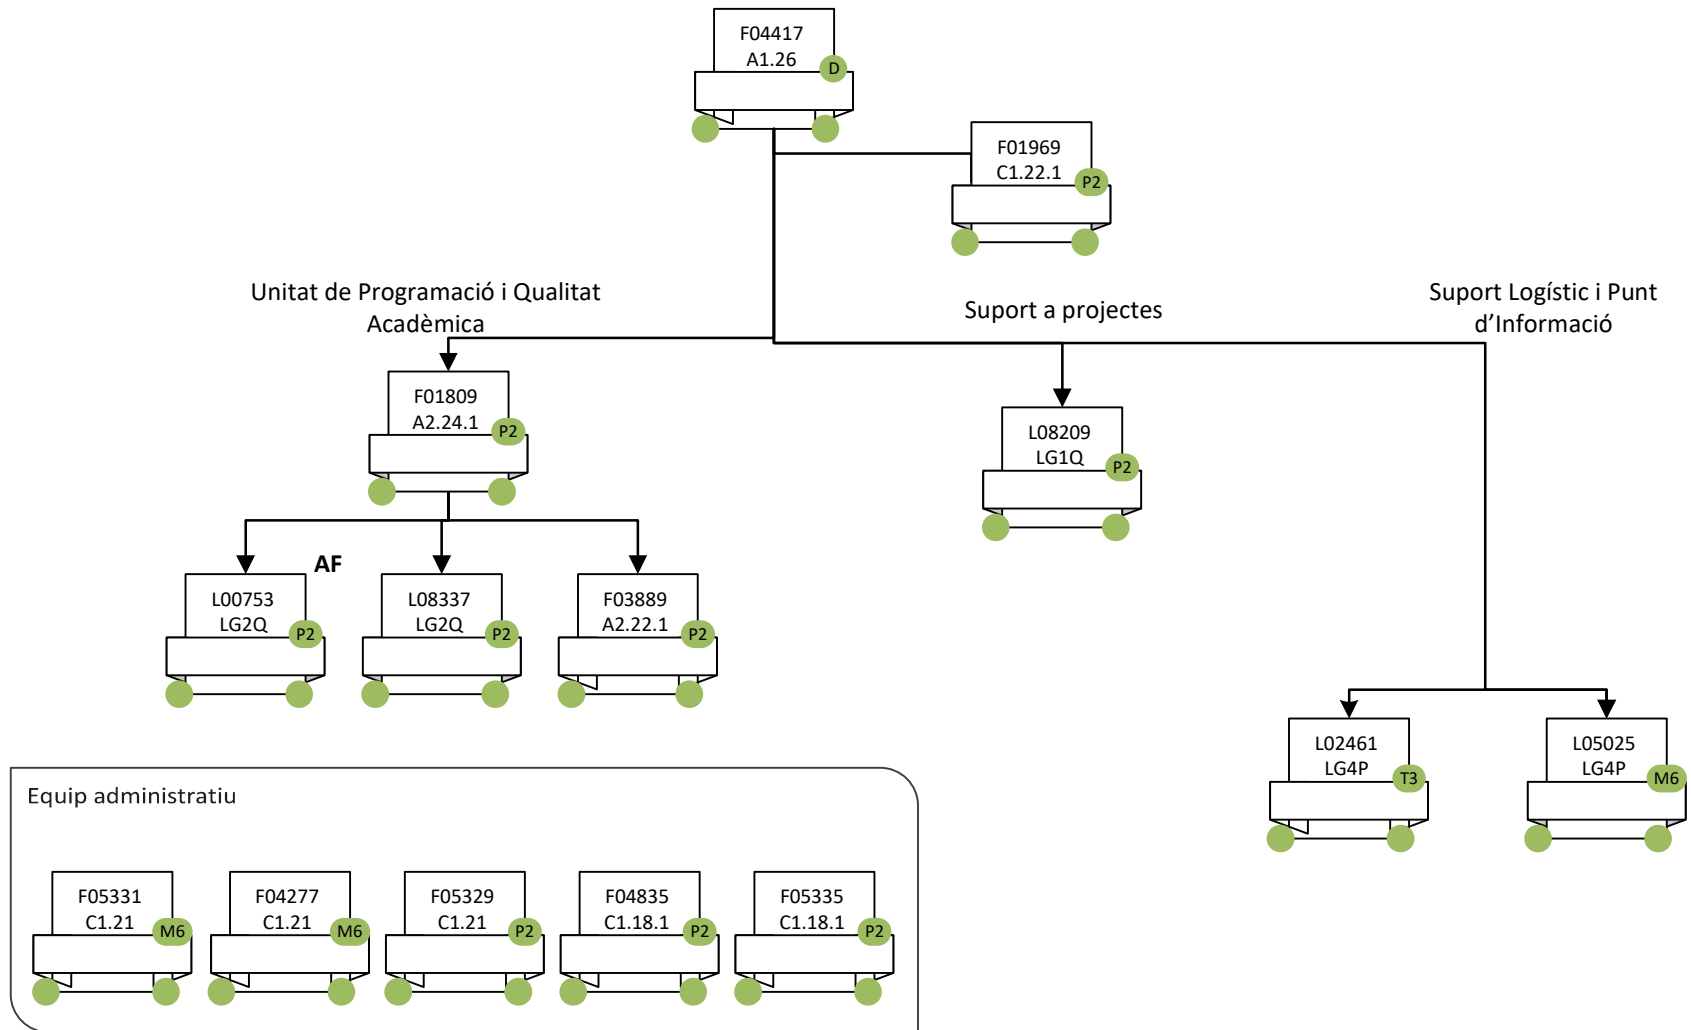 F04417
A1.26
D
F01969
C1.22.1
P2
Unitat de Programació i Qualitat
Acadèmica
Suport a projectes
Suport Logístic i Punt
d’Informació
F01809
A2.24.1
P2
L08209
LG1Q
P2
AF
L00753
LG2Q
P2
L08337
LG2Q
P2
F03889
A2.22.1
P2
L02461
LG4P
T3
L05025
LG4P
M6
Equip administratiu
F05331
C1.21
M6
F04277
C1.21
M6
F05329
C1.21
P2
F04835
C1.18.1
P2
F05335
C1.18.1
P2